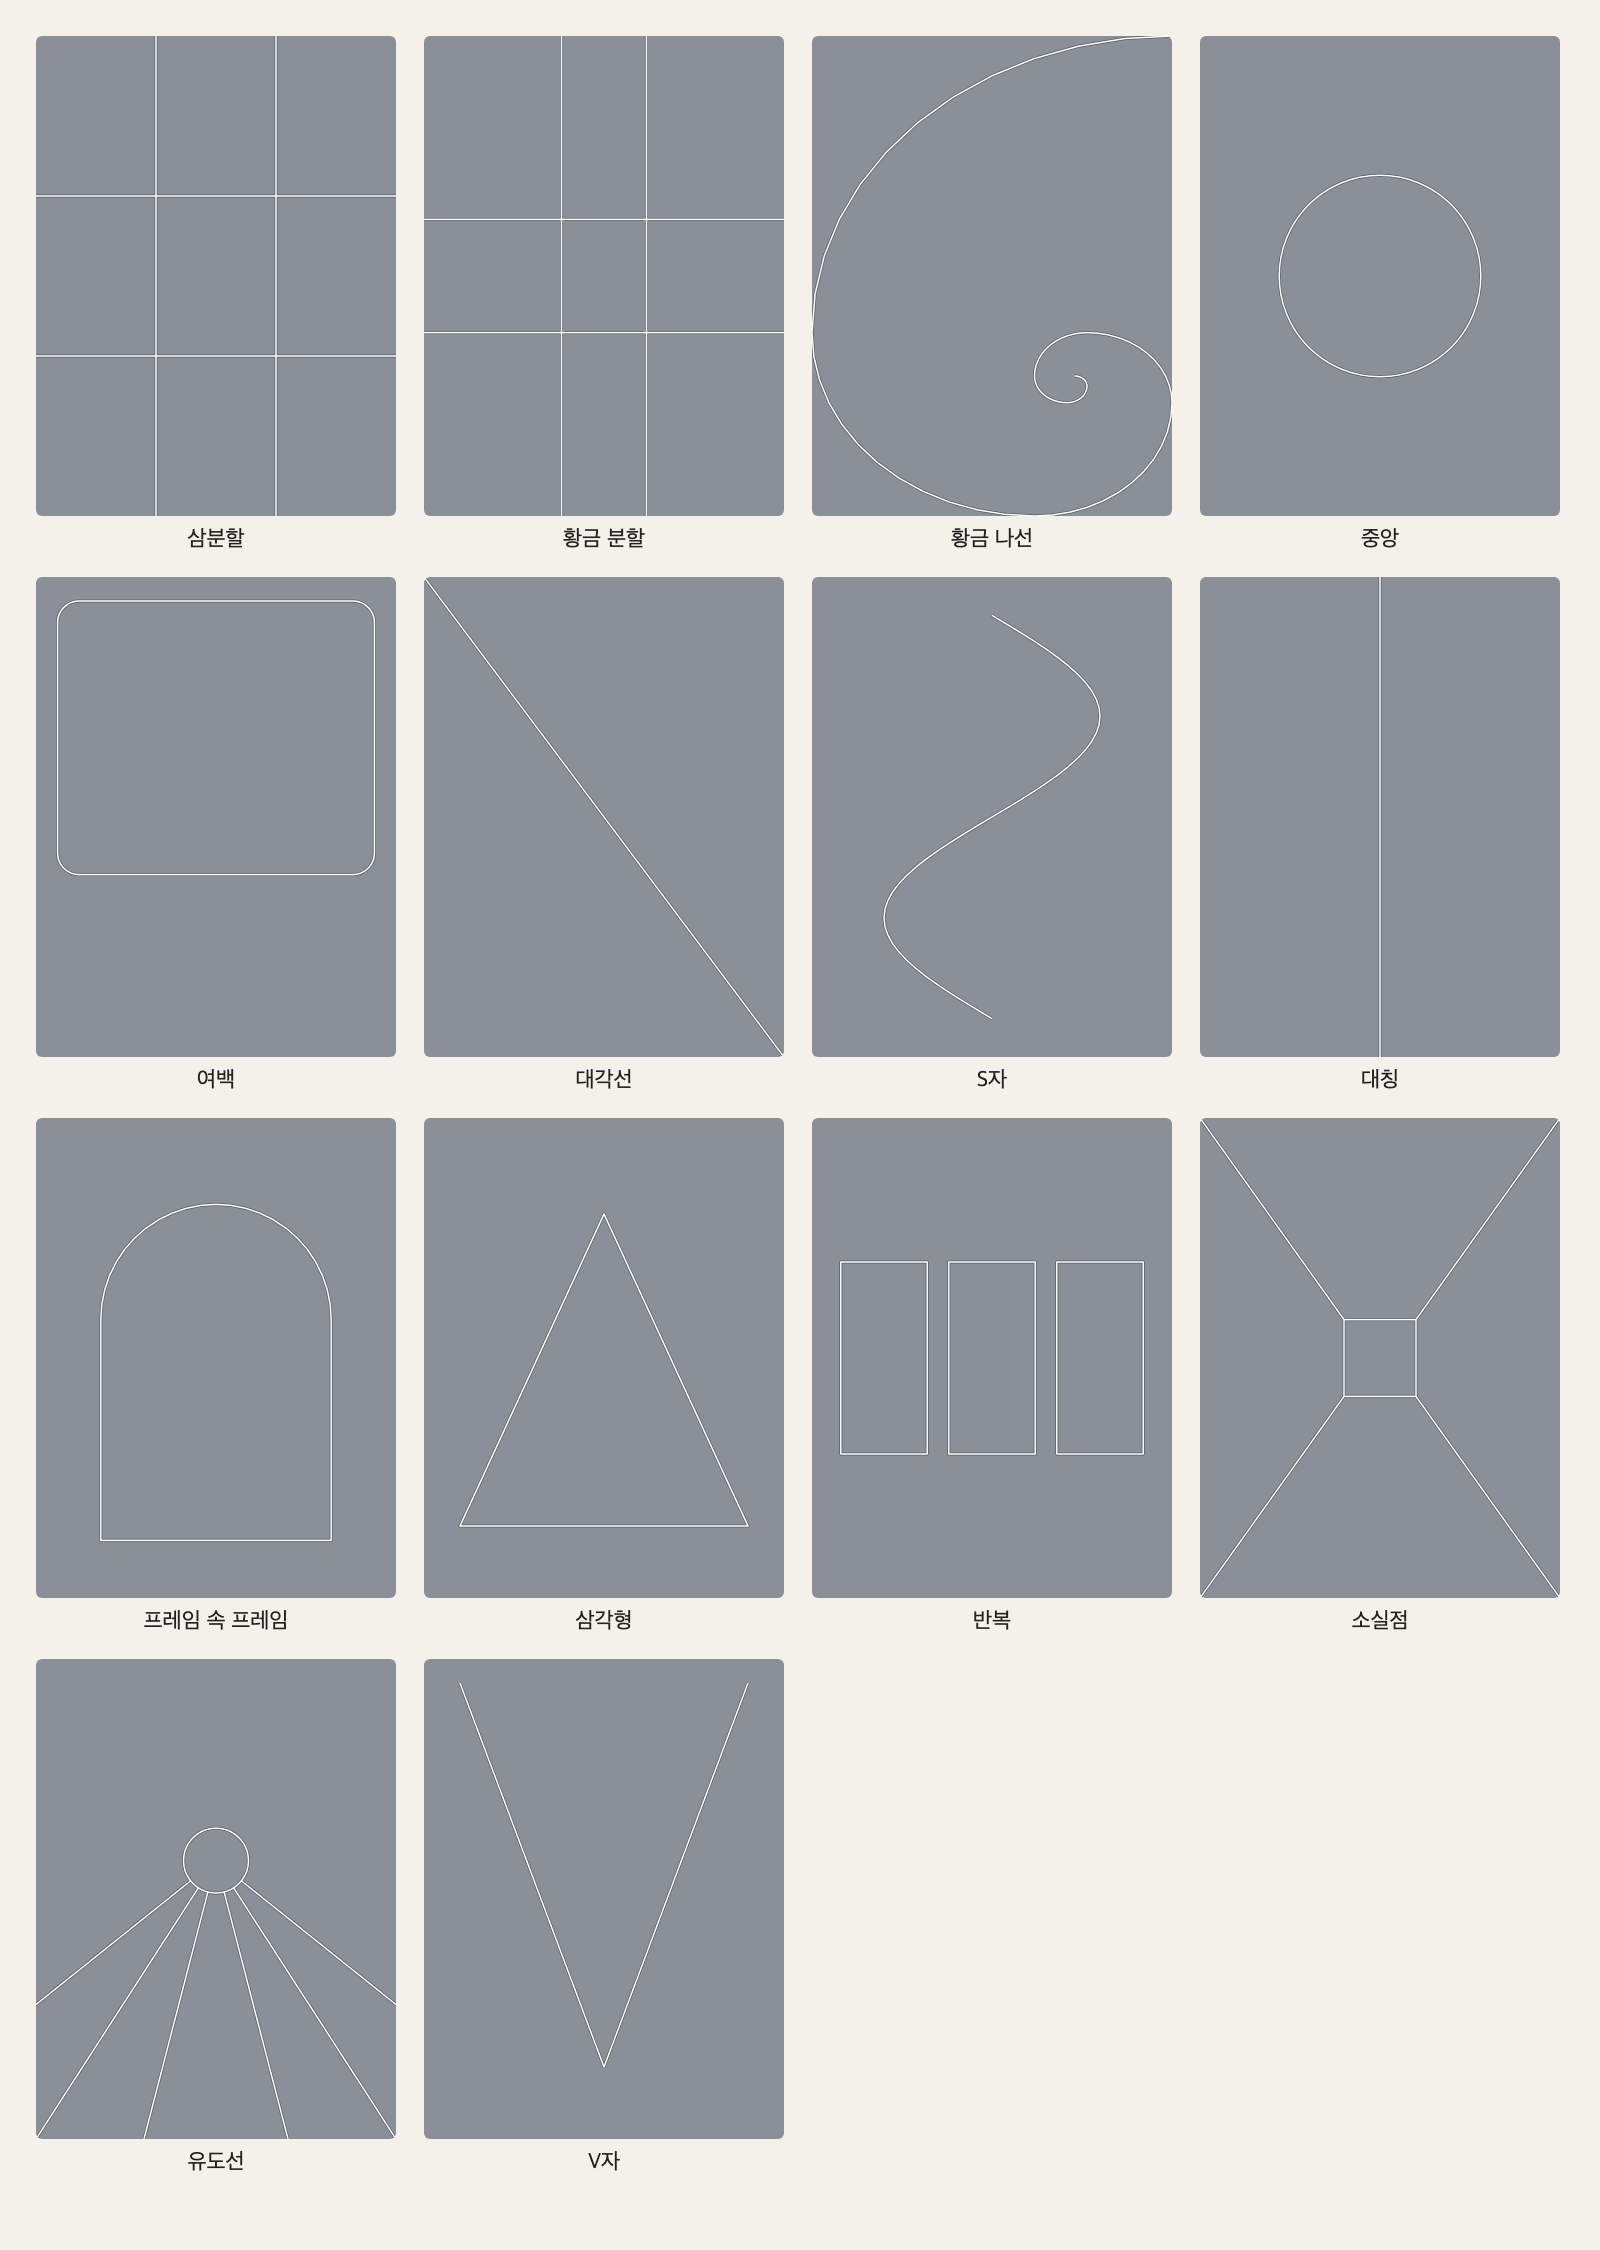 삼분할
황금 분할
황금 나선
중앙
여백
대각선
S자
대칭
프레임 속 프레임
삼각형
반복
소실점
유도선
V자